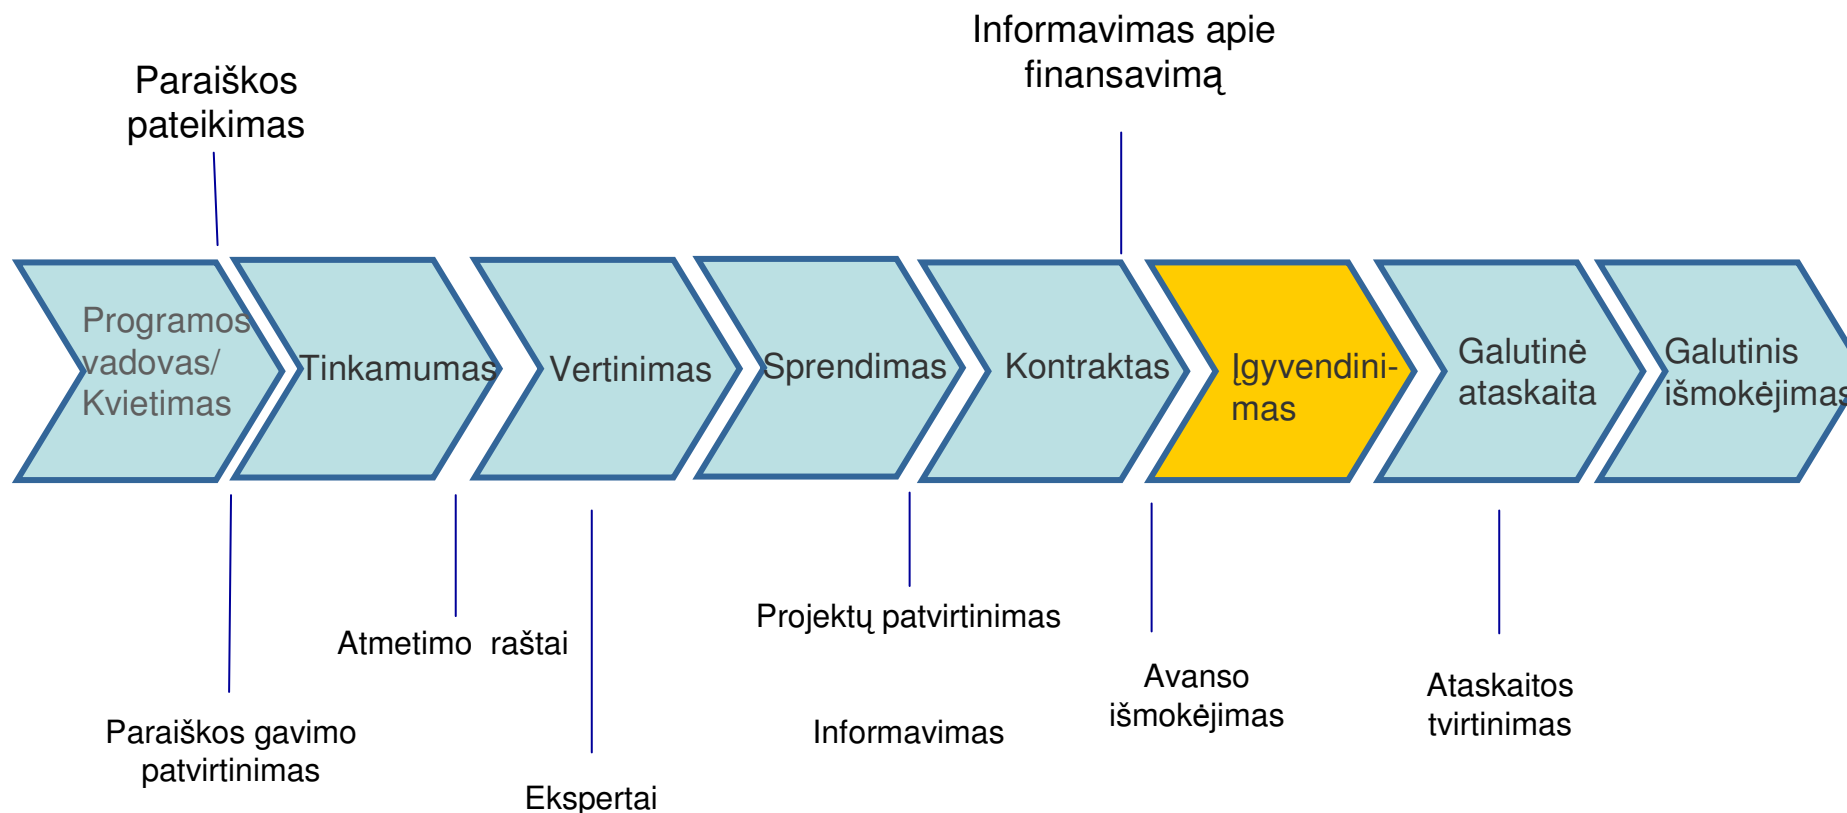 Informavimas apie
finansavimą
Paraiškos
pateikimas
Programos
vadovas/
Kvietimas
Tinkamumas
Vertinimas
Sprendimas
Kontraktas
Įgyvendini-
mas
Galutinė
ataskaita
Galutinis
išmokėjimas
Projektų patvirtinimas
Atmetimo raštai
Avanso
išmokėjimas
Ataskaitos
tvirtinimas
Paraiškos gavimo
patvirtinimas
Informavimas
Ekspertai